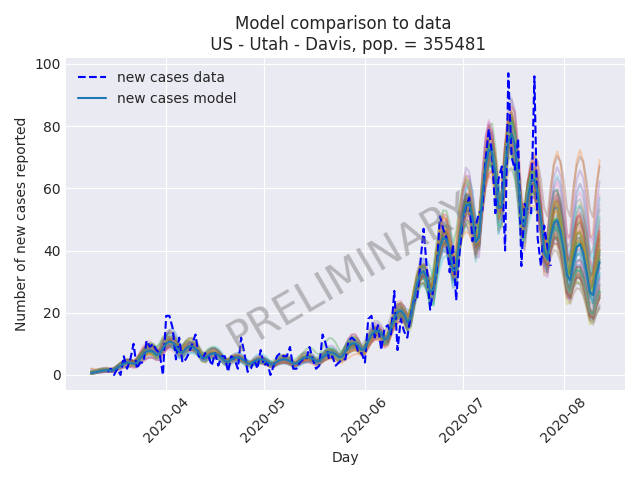 Model comparison to data
US - Utah - Davis, pop. = 355481
new cases data
new cases model
Number of new cases reported
100
80
60
40
20
0
PRELIMINARY
2020-04
2020-05
2020-06
2020-07
2020-08
Day